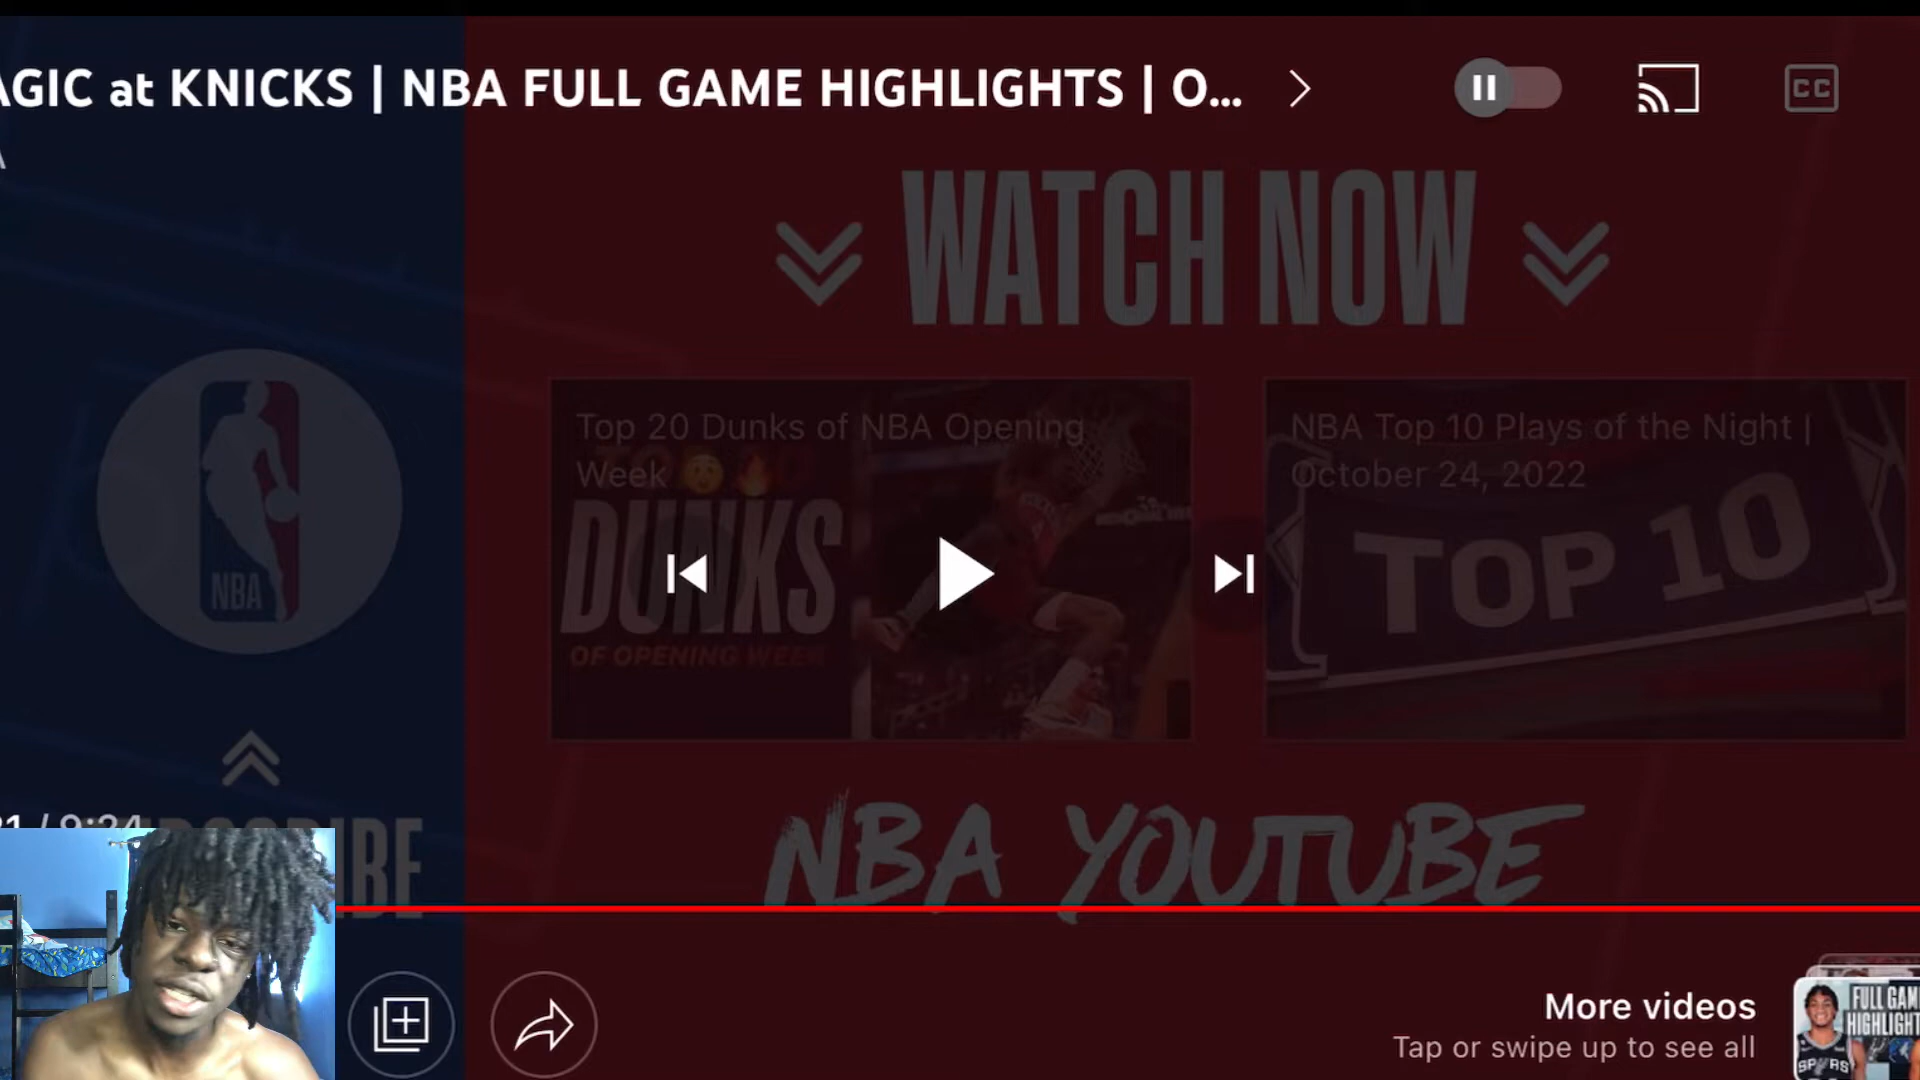 AGIC at KNICKS | NBA FULL GAME HIGHLIGHTS | O...
CC
WATCH NOW
Top 20 Dunks of NBA Opening
Week 😲🔥
DUNKS
OF OPENING WEEK
NBA Top 10 Plays of the Night |
October 24, 2022
TOP 10
NBA
NBA YOUTUBE
More videos
Tap or swipe up to see all
FULL GAM
HIGHLIGHT